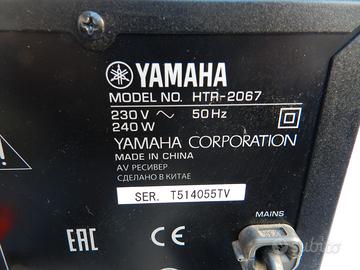 YAMAHA
MODEL NO. HTR-2067
230 V ~ 50 Hz
240 W
YAMAHA CORPORATION
MADE IN CHINA
AV РЕСИВЕР
СДЕЛАНО В КИТАЕ
SER. T514055TV
MAINS
EAC CE
subito